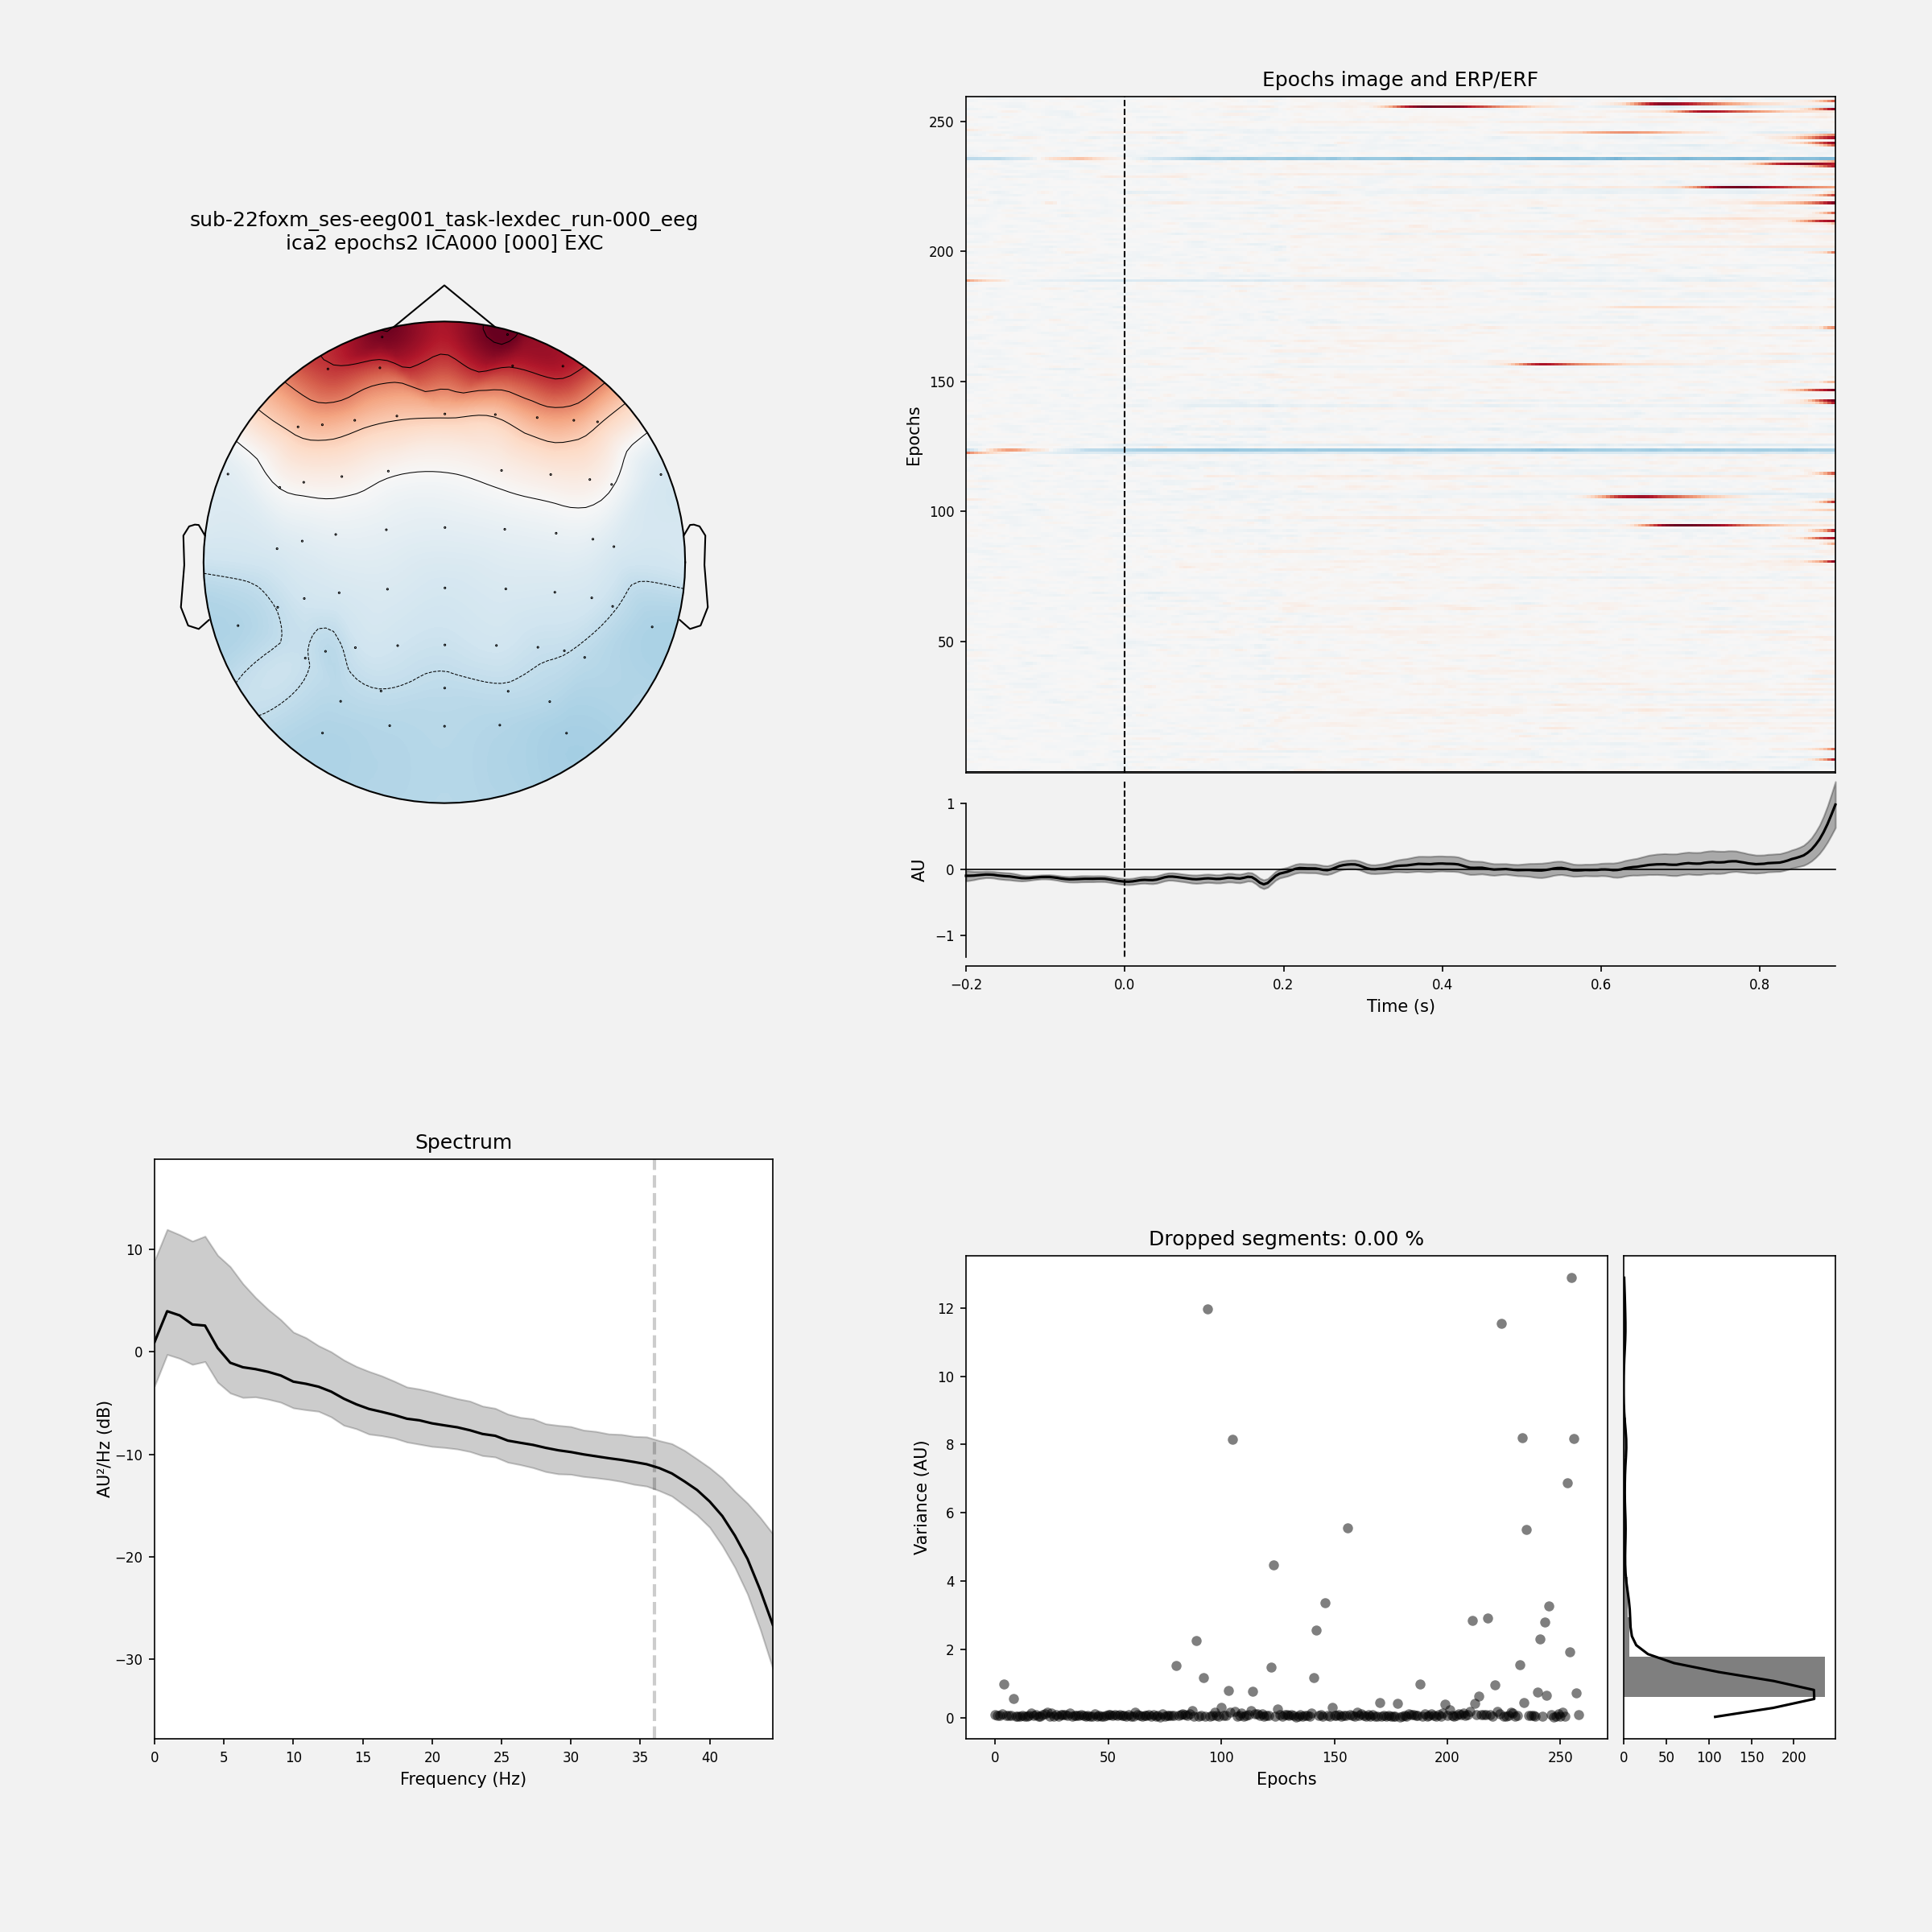 sub-22foxm_ses-eeg001_task-lexdec_run-000_eeg
ica2 epochs2 ICA000 [000] EXC
Epochs image and ERP/ERF
Epochs
250
200
150
100
50
AU
1
0
−1
−0.2 0.0 0.2 0.4 0.6 0.8
Time (s)
Spectrum
AU²/Hz (dB)
10
0
−10
−20
−30
0 5 10 15 20 25 30 35 40
Frequency (Hz)
Dropped segments: 0.00 %
Variance (AU)
12
10
8
6
4
2
0
0 50 100 150 200 250
Epochs
0 50 100 150 200